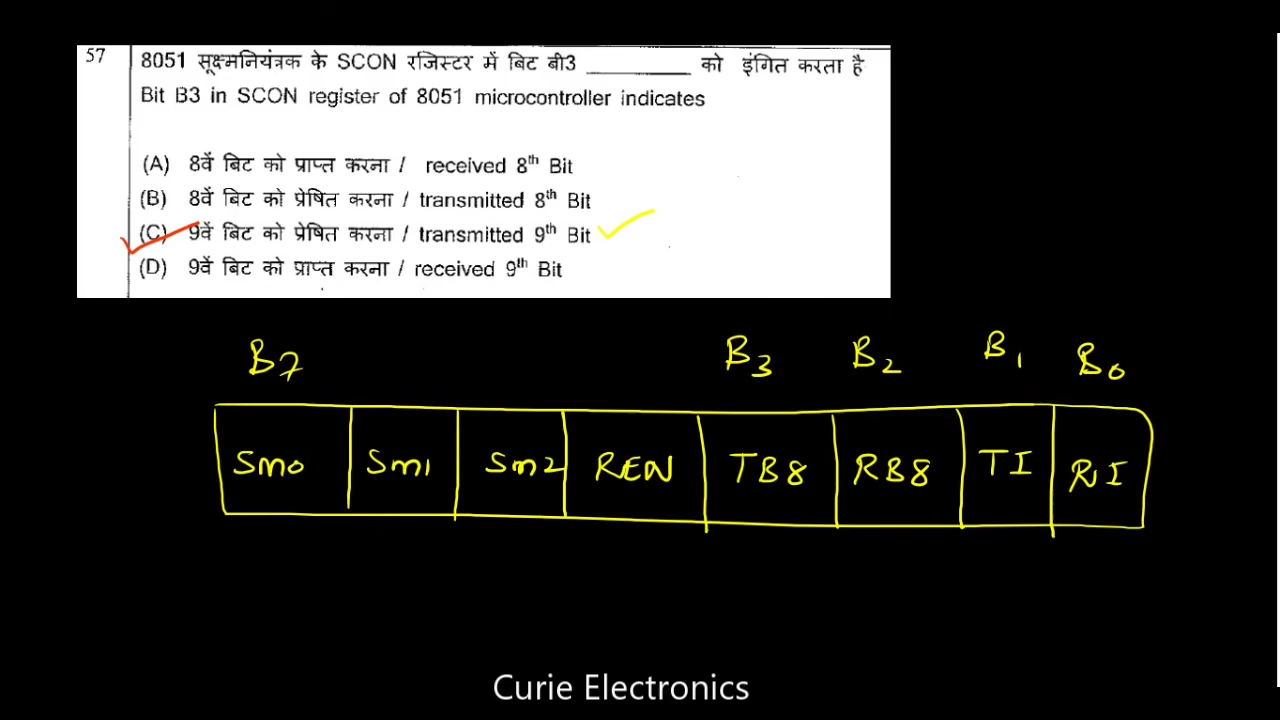 57
8051 सूक्ष्मनियंत्रक के SCON रजिस्टर में बिट बी3 __________ को इंगित करता है
Bit B3 in SCON register of 8051 microcontroller indicates
(A) 8वें बिट को प्राप्त करना / received 8th Bit
(B) 8वें बिट को प्रेषित करना / transmitted 8th Bit
(C) 9वें बिट को प्रेषित करना / transmitted 9th Bit
(D) 9वें बिट को प्राप्त करना / received 9th Bit
B7 B3 B2 B1 B0
Sm0 Sm1 Sm2 REN TB8 RB8 TI RI
Curie Electronics